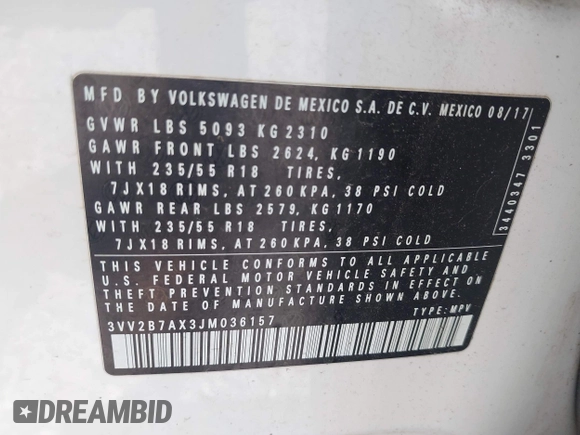 MFD BY VOLKSWAGEN DE MEXICO S.A. DE C.V. MEXICO 08/17
GVWR LBS 5093 KG 2310
GAWR FRONT LBS 2624, KG 1190
WITH 235/55 R18 TIRES,
7JX18 RIMS, AT 260 KPA, 38 PSI COLD
GAWR REAR LBS 2579, KG 1170
WITH 235/55 R18 TIRES,
7JX18 RIMS, AT 260 KPA, 38 PSI COLD
THIS VEHICLE CONFORMS TO ALL APPLICABLE
U.S. FEDERAL MOTOR VEHICLE SAFETY AND
THEFT PREVENTION STANDARDS IN EFFECT ON
THE DATE OF MANUFACTURE SHOWN ABOVE.
3VV2B7AX3JM036157 TYPE: MPV
3440347 3301
DREAMBID